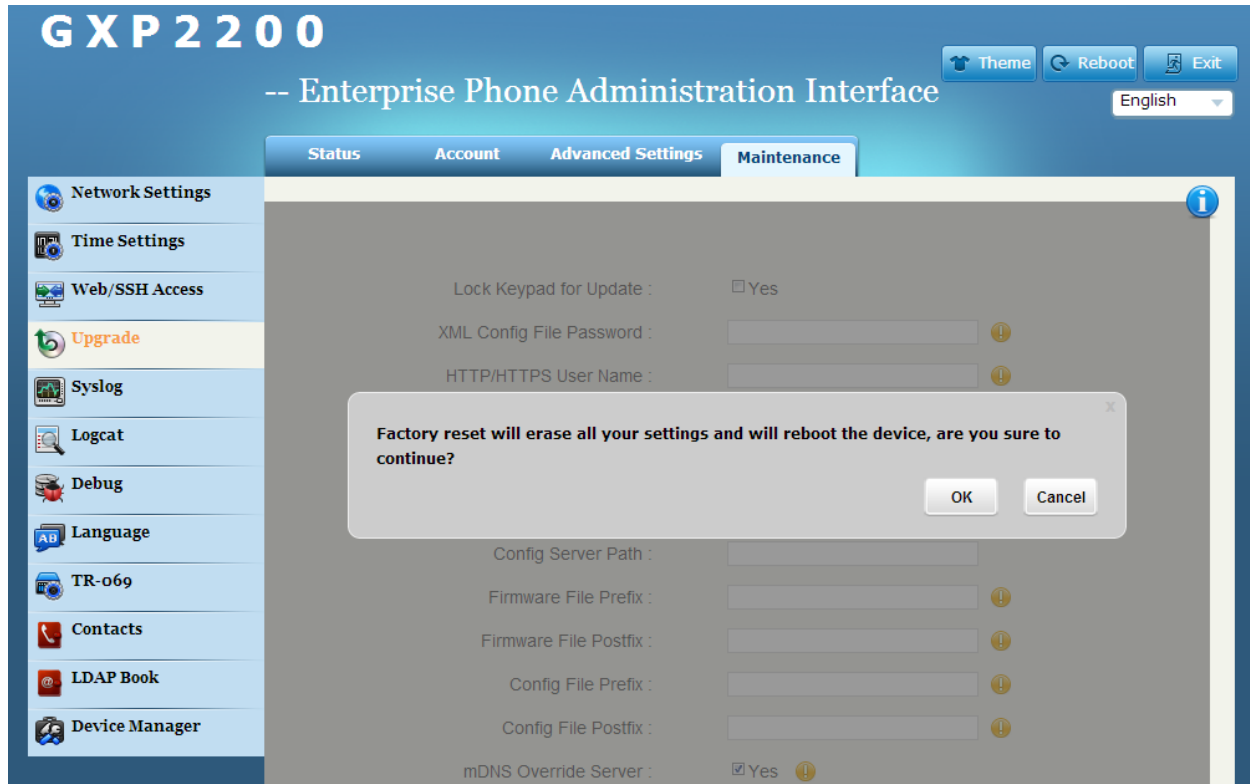 GXP2200
-- Enterprise Phone Administration Interface
Theme
Reboot
Exit
English
Status
Account
Advanced Settings
Maintenance
Network Settings
Time Settings
Web/SSH Access
Upgrade
Syslog
Logcat
Debug
Language
TR-069
Contacts
LDAP Book
Device Manager
Lock Keypad for Update :
Yes
XML Config File Password :
HTTP/HTTPS User Name :
x
Factory reset will erase all your settings and will reboot the device, are you sure to
continue?
OK
Cancel
Config Server Path :
Firmware File Prefix :
Firmware File Postfix :
Config File Prefix :
Config File Postfix :
mDNS Override Server :
Yes